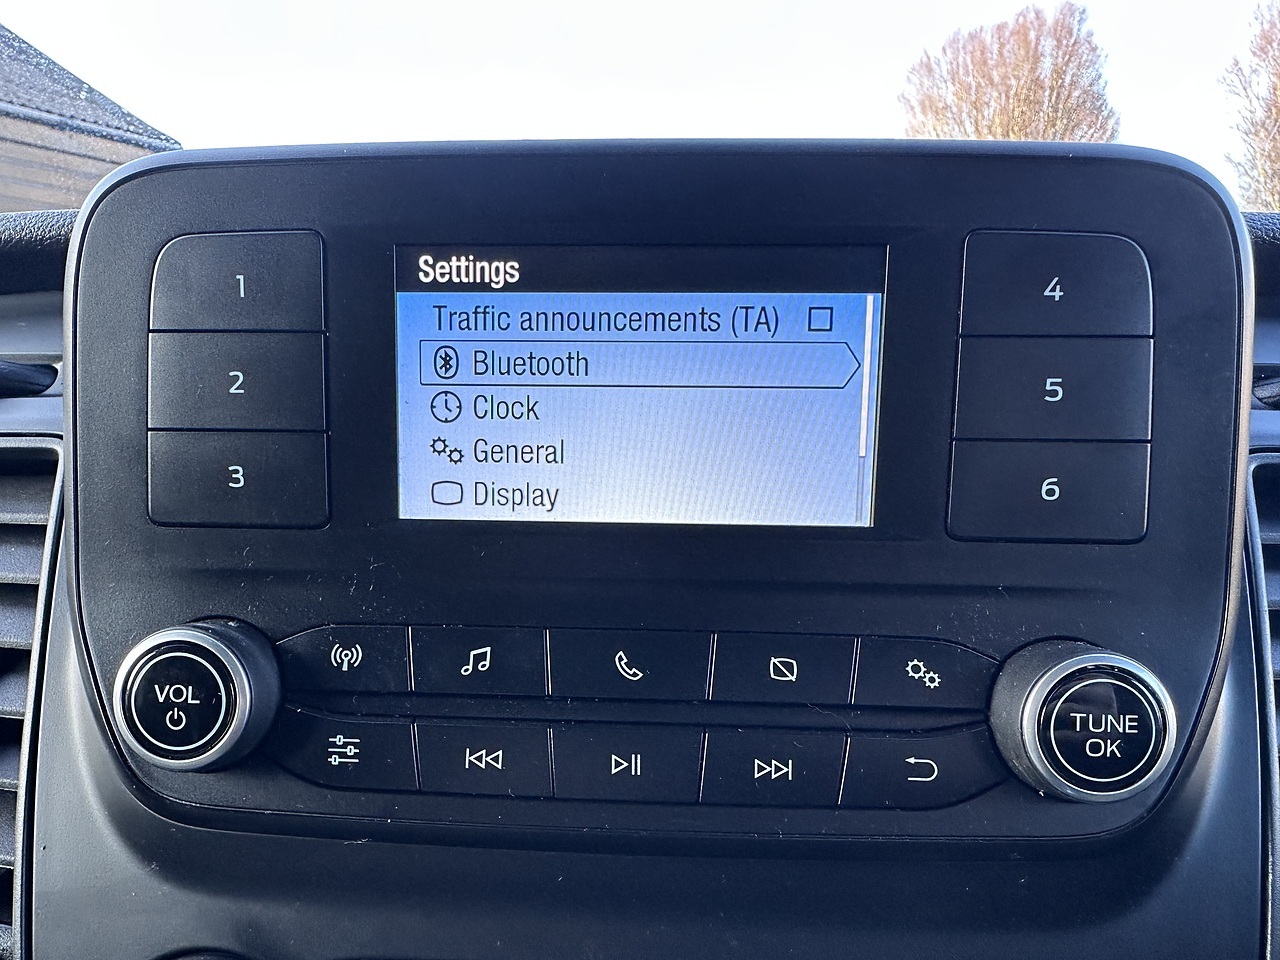 Settings
Traffic announcements (TA)
Bluetooth
Clock
General
Display
1
2
3
4
5
6
VOL
TUNE
OK